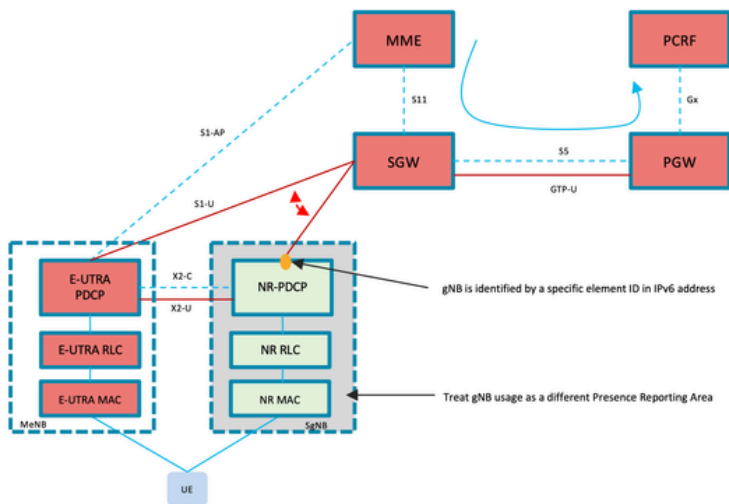 MME
PCRF
S11
Gx
S1-AP
SGW
S5
PGW
GTP-U
S1-U
E-UTRA
PDCP
X2-C
X2-U
NR-PDCP
gNB is identified by a specific element ID in IPv6 address
E-UTRA RLC
NR RLC
E-UTRA MAC
NR MAC
Treat gNB usage as a different Presence Reporting Area
MeNB
SgNB
UE